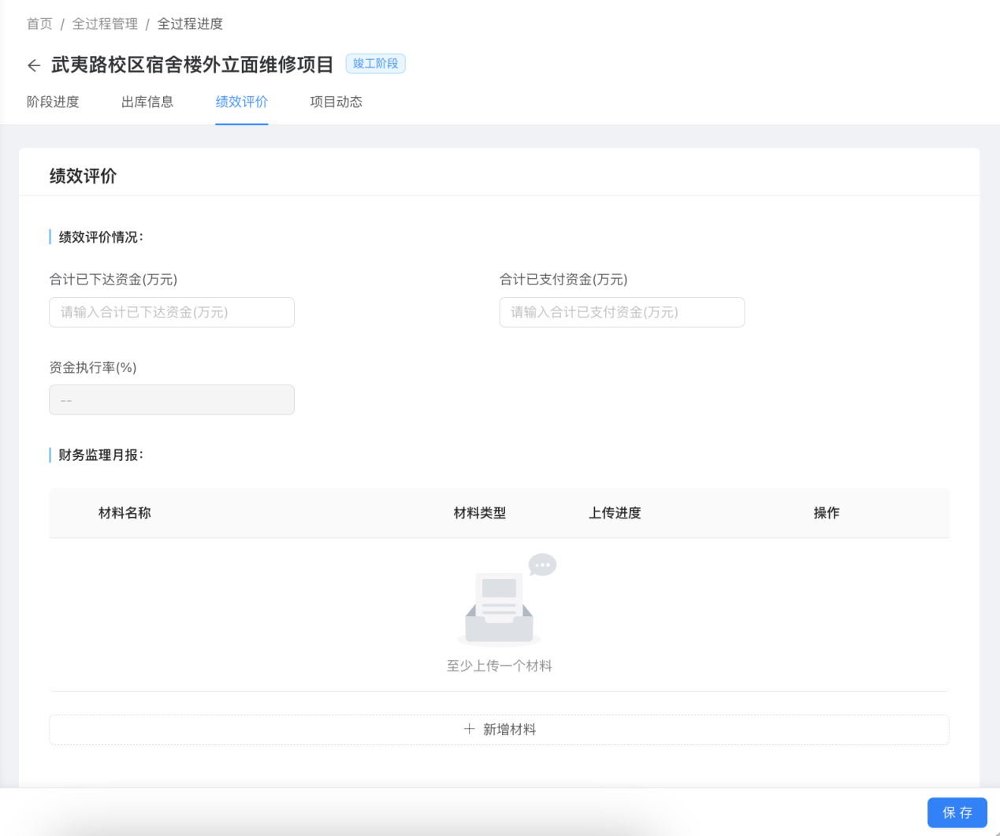 首页 / 全过程管理 / 全过程进度
武夷路校区宿舍楼外立面维修项目 竣工阶段
阶段进度 出库信息 绩效评价 项目动态
绩效评价
绩效评价情况:
合计已下达资金(万元) 合计已支付资金(万元)
请输入合计已下达资金(万元) 请输入合计已支付资金(万元)
资金执行率(%)
--
财务监理月报:
材料名称 材料类型 上传进度 操作
至少上传一个材料
+ 新增材料
保 存